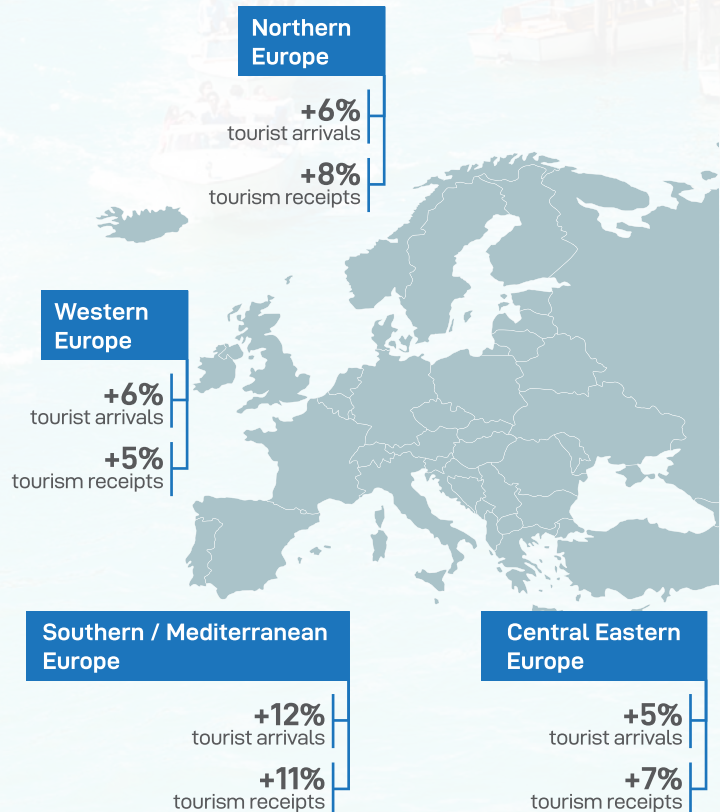 Northern
Europe
+6%
tourist arrivals
+8%
tourism receipts
Western
Europe
+6%
tourist arrivals
+5%
tourism receipts
Southern / Mediterranean
Europe
+12%
tourist arrivals
+11%
tourism receipts
Central Eastern
Europe
+5%
tourist arrivals
+7%
tourism receipts